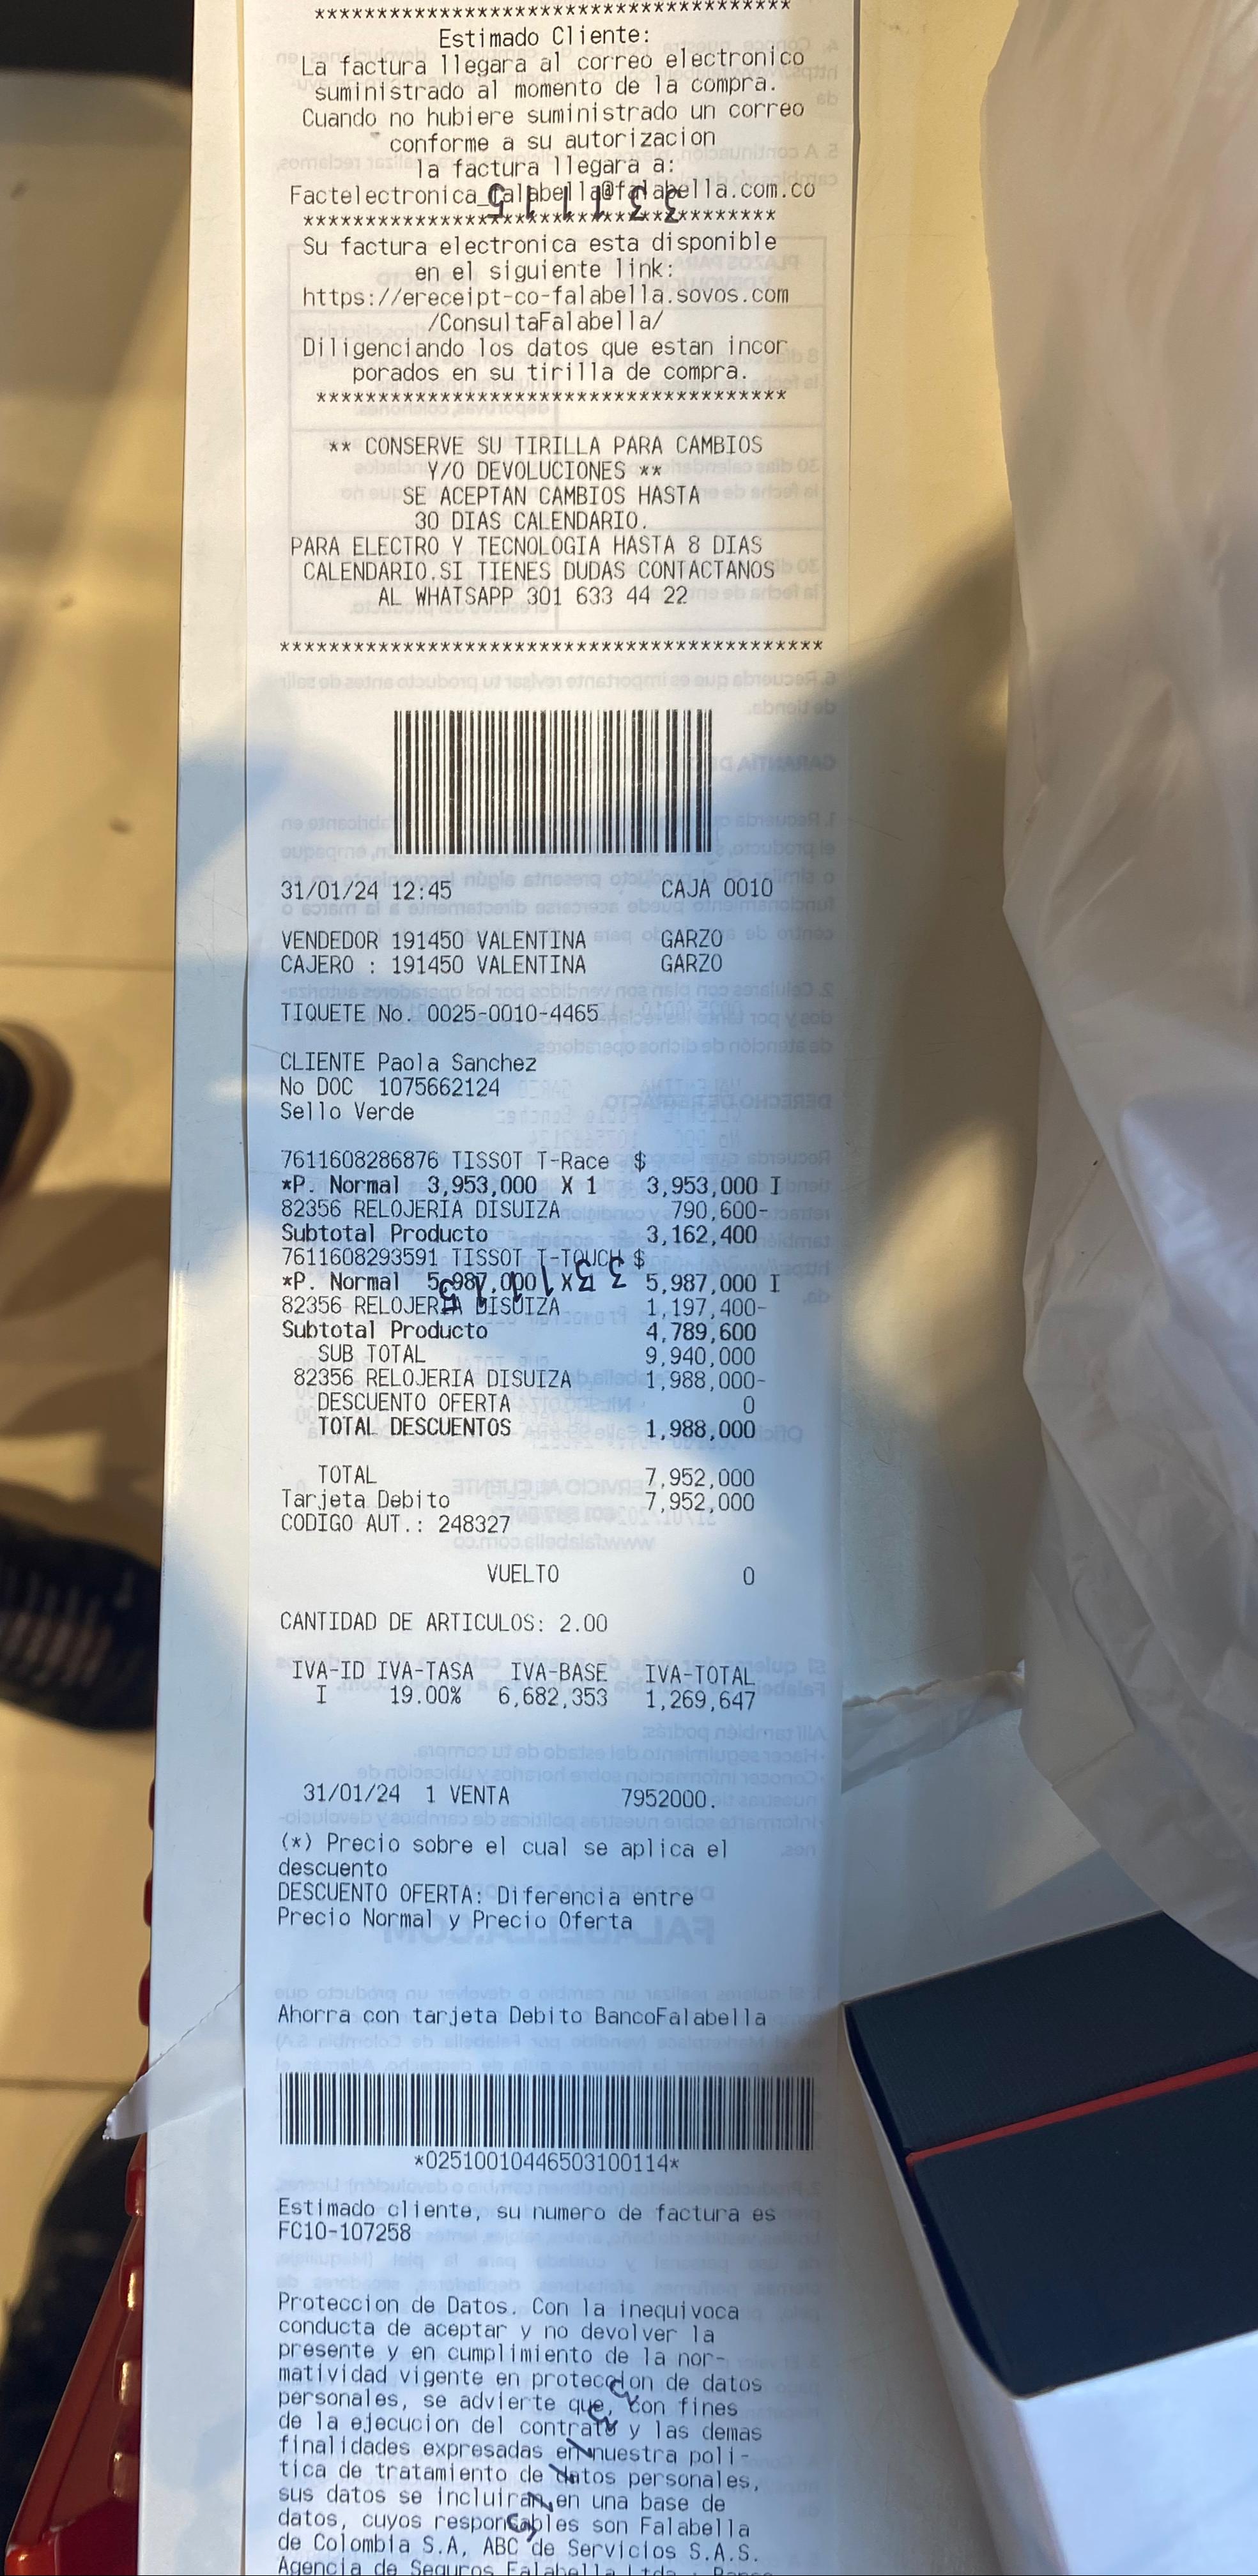 ***************************************
Estimado Cliente:
La factura llegara al correo electronico
suministrado al momento de la compra.
Cuando no hubiere suministrado un correo
conforme a su autorizacion
la factura llegara a:
Factelectronica_falabella@falabella.com.co
***************************************
Su factura electronica esta disponible
en el siguiente link:
https://ereceipt-co-falabella.sovos.com
/ConsultaFalabella/
Diligenciando los datos que estan incor
porados en su tirilla de compra.
***************************************
** CONSERVE SU TIRILLA PARA CAMBIOS
Y/O DEVOLUCIONES **
SE ACEPTAN CAMBIOS HASTA
30 DIAS CALENDARIO.
PARA ELECTRO Y TECNOLOGIA HASTA 8 DIAS
CALENDARIO.SI TIENES DUDAS CONTACTANOS
AL WHATSAPP 301 633 44 22
*********************************************
31/01/24 12:45 CAJA 0010
VENDEDOR 191450 VALENTINA GARZO
CAJERO : 191450 VALENTINA GARZO
TIQUETE No. 0025-0010-4465
CLIENTE Paola Sanchez
No DOC 1075662124
Sello Verde
7611608286876 TISSOT T-Race $
*P. Normal 3,953,000 X 1 3,953,000 I
82356 RELOJERIA DISUIZA 790,600-
Subtotal Producto 3,162,400
7611608293591 TISSOT T-TOUCH $
*P. Normal 5,987,000 X 1 5,987,000 I
82356 RELOJERIA DISUIZA 1,197,400-
Subtotal Producto 4,789,600
SUB TOTAL 9,940,000
82356 RELOJERIA DISUIZA 1,988,000-
DESCUENTO OFERTA 0
TOTAL DESCUENTOS 1,988,000
TOTAL 7,952,000
Tarjeta Debito 7,952,000
CODIGO AUT.: 248327
VUELTO 0
CANTIDAD DE ARTICULOS: 2.00
IVA-ID IVA-TASA IVA-BASE IVA-TOTAL
I 19.00% 6,682,353 1,269,647
31/01/24 1 VENTA 7952000.
(*) Precio sobre el cual se aplica el
descuento
DESCUENTO OFERTA: Diferencia entre
Precio Normal y Precio Oferta
Ahorra con tarjeta Debito BancoFalabella
*02510010446503100114*
Estimado cliente, su numero de factura es
FC10-107258
Proteccion de Datos. Con la inequivoca
conducta de aceptar y no devolver la
presente y en cumplimiento de la nor-
matividad vigente en proteccion de datos
personales, se advierte que, con fines
de la ejecucion del contrato y las demas
finalidades expresadas en nuestra poli-
tica de tratamiento de datos personales,
sus datos se incluiran en una base de
datos, cuyos responsables son Falabella
de Colombia S.A, ABC de Servicios S.A.S.
Agencia de Seguros Falabella Ltda